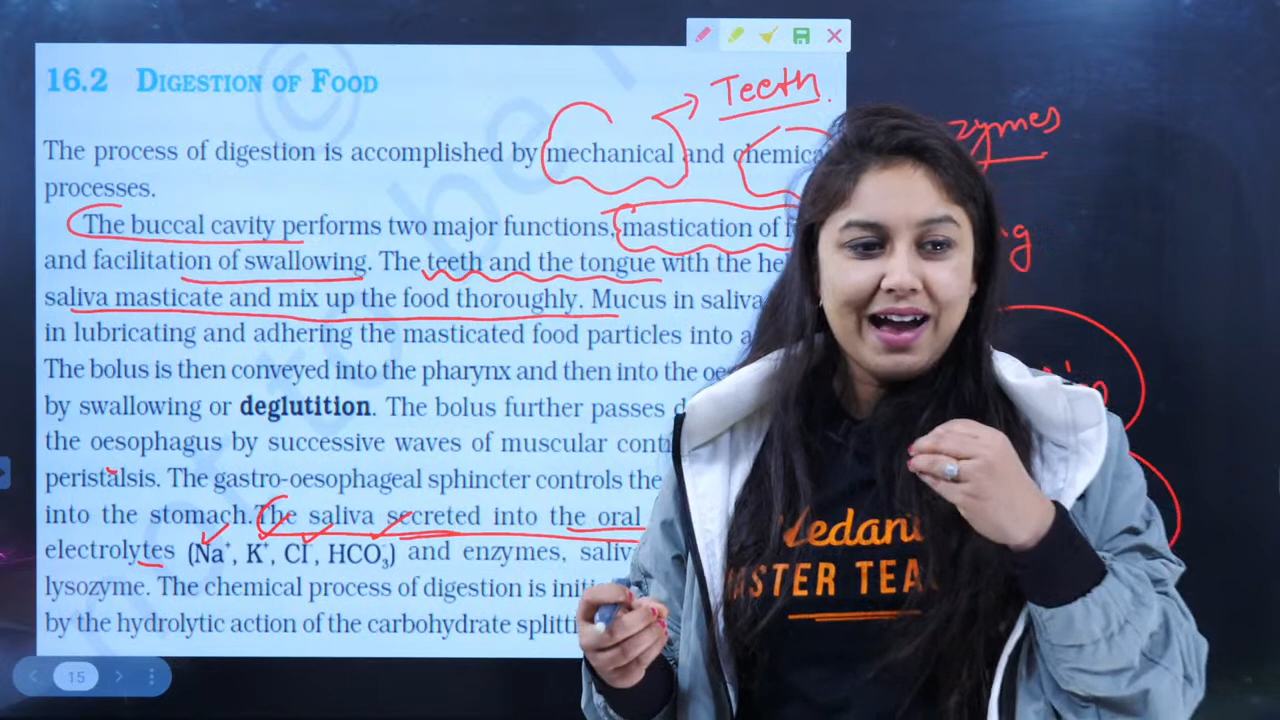 16.2 DIGESTION OF FOOD
Teeth.
zymes
The process of digestion is accomplished by mechanical and chemica
processes.
The buccal cavity performs two major functions, mastication of f
and facilitation of swallowing. The teeth and the tongue with the he
saliva masticate and mix up the food thoroughly. Mucus in saliva
in lubricating and adhering the masticated food particles into a
The bolus is then conveyed into the pharynx and then into the oe
by swallowing or deglutition. The bolus further passes d
the oesophagus by successive waves of muscular cont
peristalsis. The gastro-oesophageal sphincter controls the
into the stomach. The saliva secreted into the oral
electrolytes (Na⁺, K⁺, Cl⁻, HCO₃⁻) and enzymes, saliv
lysozyme. The chemical process of digestion is initi
by the hydrolytic action of the carbohydrate splitti
g
Vedant
MASTER TEA
15